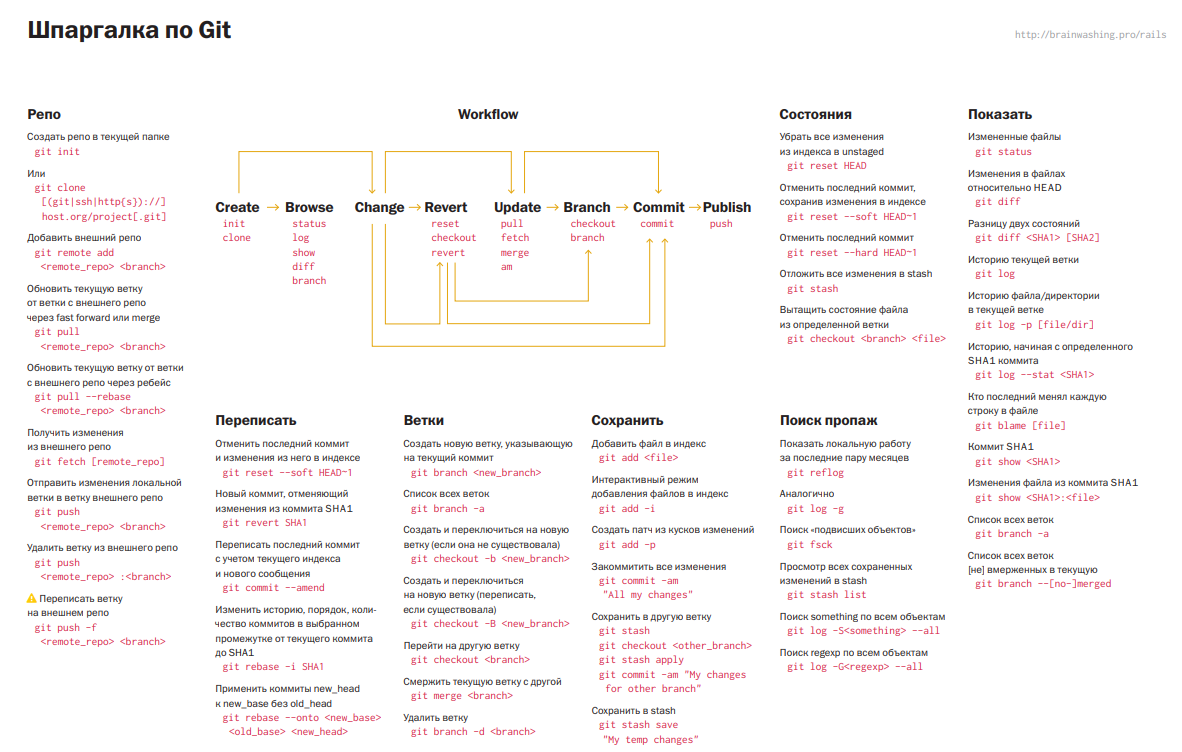 Шпаргалка по Git
http://brainwashing.pro/rails
Репо
Создать репо в текущей папке
git init
Или
git clone
[(git|ssh|http{s})://]
host.org/project[.git]
Добавить внешний репо
git remote add
<remote_repo> <branch>
Обновить текущую ветку
от ветки с внешнего репо
через fast forward или merge
git pull
<remote_repo> <branch>
Обновить текущую ветку от ветки
с внешнего репо через ребейс
git pull --rebase
<remote_repo> <branch>
Получить изменения
из внешнего репо
git fetch [remote_repo]
Отправить изменения локальной
ветки в ветку внешнего репо
git push
<remote_repo> <branch>
Удалить ветку из внешнего репо
git push
<remote_repo> :<branch>
Переписать ветку
на внешнем репо
git push -f
<remote_repo> <branch>
Workflow
Create → Browse Change → Revert Update → Branch → Commit → Publish
init
clone
status
log
show
diff
branch
reset
checkout
revert
pull
fetch
merge
am
checkout
branch
commit
push
Состояния
Убрать все изменения
из индекса в unstaged
git reset HEAD
Отменить последний коммит,
сохранив изменения в индексе
git reset --soft HEAD~1
Отменить последний коммит
git reset --hard HEAD~1
Отложить все изменения в stash
git stash
Вытащить состояние файла
из определенной ветки
git checkout <branch> <file>
Показать
Измененные файлы
git status
Изменения в файлах
относительно HEAD
git diff
Разницу двух состояний
git diff <SHA1> [SHA2]
Историю текущей ветки
git log
Историю файла/директории
в текущей ветке
git log -p [file/dir]
Историю, начиная с определенного
SHA1 коммита
git log --stat <SHA1>
Кто последний менял каждую
строку в файле
git blame [file]
Коммит SHA1
git show <SHA1>
Изменения файла из коммита SHA1
git show <SHA1>:<file>
Список всех веток
git branch -a
Список всех веток
[не] вмерженных в текущую
git branch --[no-]merged
Переписать
Отменить последний коммит
и изменения из него в индексе
git reset --soft HEAD~1
Новый коммит, отменяющий
изменения из коммита SHA1
git revert SHA1
Переписать последний коммит
с учетом текущего индекса
и нового сообщения
git commit --amend
Изменить историю, порядок, коли-
чество коммитов в выбранном
промежутке от текущего коммита
до SHA1
git rebase -i SHA1
Применить коммиты new_head
к new_base без old_head
git rebase --onto <new_base>
<old_base> <new_head>
Ветки
Создать новую ветку, указывающую
на текущий коммит
git branch <new_branch>
Список всех веток
git branch -a
Создать и переключиться на новую
ветку (если она не существовала)
git checkout -b <new_branch>
Создать и переключиться
на новую ветку (переписать,
если существовала)
git checkout -B <new_branch>
Перейти на другую ветку
git checkout <branch>
Смержить текущую ветку с другой
git merge <branch>
Удалить ветку
git branch -d <branch>
Сохранить
Добавить файл в индекс
git add <file>
Интерактивный режим
добавления файлов в индекс
git add -i
Создать патч из кусков изменений
git add -p
Закоммитить все изменения
git commit -am
"All my changes"
Сохранить в другую ветку
git stash
git checkout <other_branch>
git stash apply
git commit -am "My changes
for other branch"
Сохранить в stash
git stash save
"My temp changes"
Поиск пропаж
Показать локальную работу
за последние пару месяцев
git reflog
Аналогично
git log -g
Поиск «подвисших объектов»
git fsck
Просмотр всех сохраненных
изменений в stash
git stash list
Поиск something по всем объектам
git log -S<something> --all
Поиск regexp по всем объектам
git log -G<regexp> --all